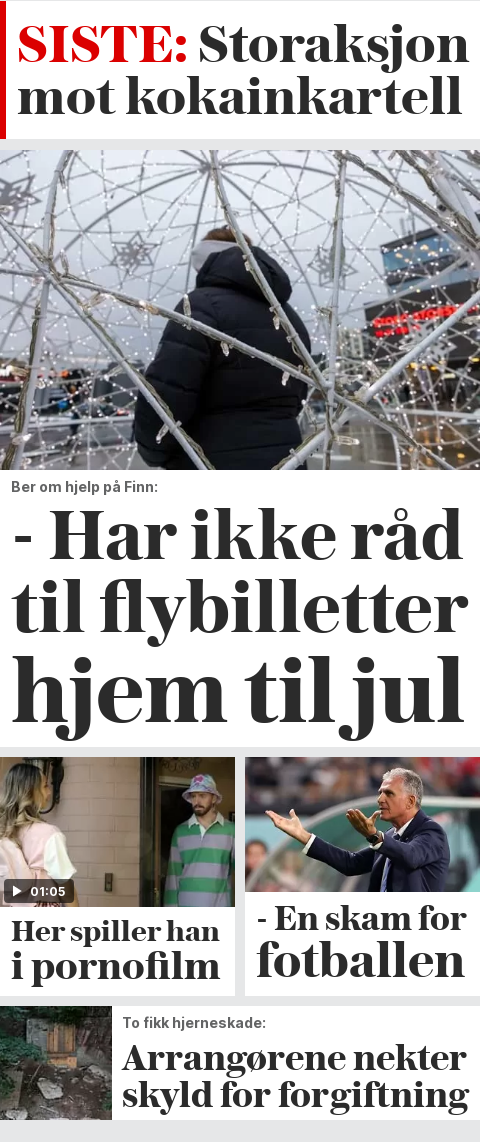 SISTE: Storaksjon
mot kokainkartell
Ber om hjelp på Finn:
- Har ikke råd
til flybilletter
hjem til jul
01:05
Her spiller han
i pornofilm
- En skam for
fotballen
To fikk hjerneskade:
Arrangørene nekter
skyld for forgiftning